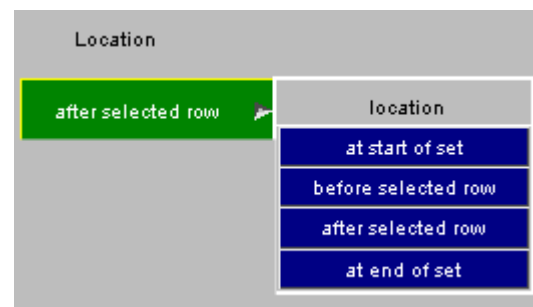 Location
after selected row
location
at start of set
before selected row
after selected row
at end of set